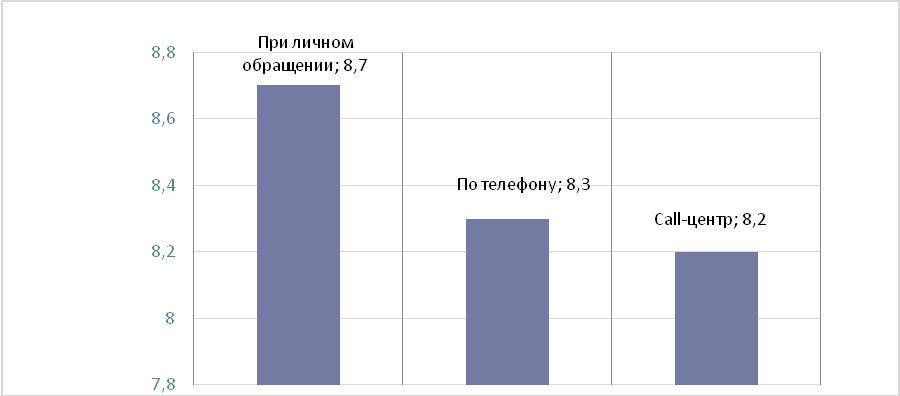 При личном
обращении; 8,7
По телефону; 8,3
Call-центр; 8,2
8,8
8,6
8,4
8,2
8
7,8